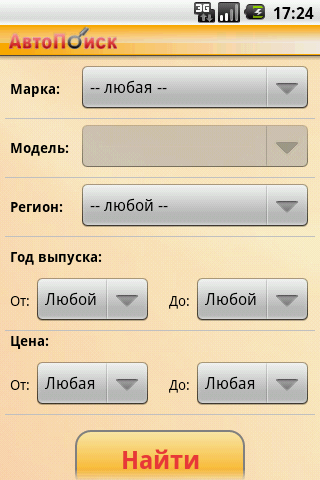 3G 17:24
АвтоПоиск
Марка: -- любая --
Модель:
Регион: -- любой --
Год выпуска:
От: Любой До: Любой
Цена:
От: Любая До: Любая
Найти